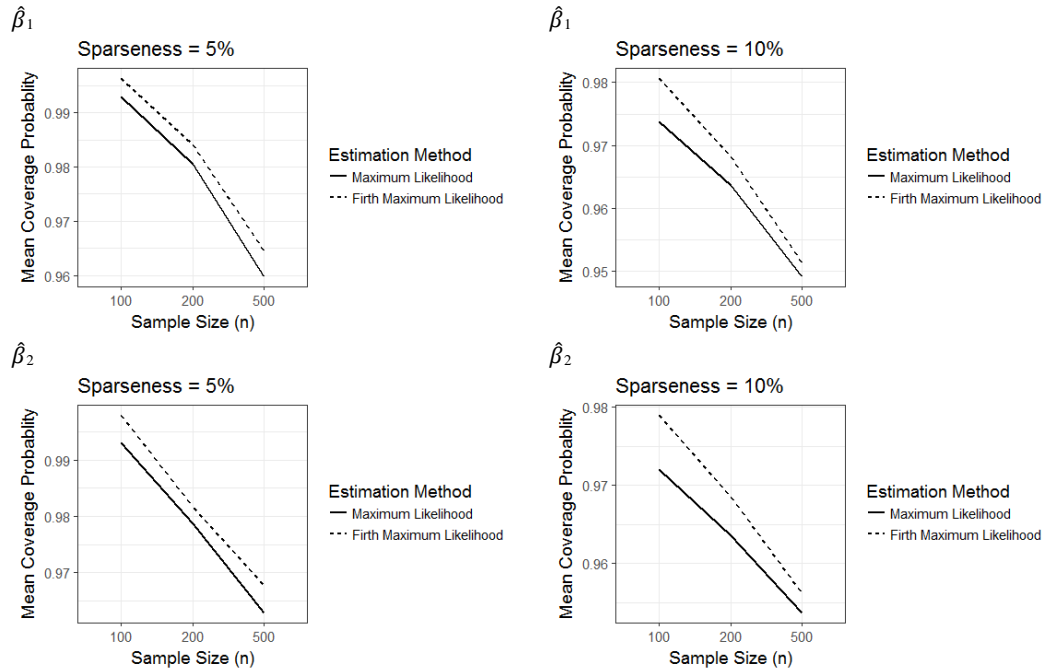 β̂₁
Sparseness = 5%
Mean Coverage Probablity
0.99
0.98
0.97
0.96
100 200 500
Sample Size (n)
Estimation Method
Maximum Likelihood
Firth Maximum Likelihood
β̂₁
Sparseness = 10%
Mean Coverage Probablity
0.98
0.97
0.96
0.95
100 200 500
Sample Size (n)
Estimation Method
Maximum Likelihood
Firth Maximum Likelihood
β̂₂
Sparseness = 5%
Mean Coverage Probablity
0.99
0.98
0.97
100 200 500
Sample Size (n)
Estimation Method
Maximum Likelihood
Firth Maximum Likelihood
β̂₂
Sparseness = 10%
Mean Coverage Probablity
0.98
0.97
0.96
100 200 500
Sample Size (n)
Estimation Method
Maximum Likelihood
Firth Maximum Likelihood